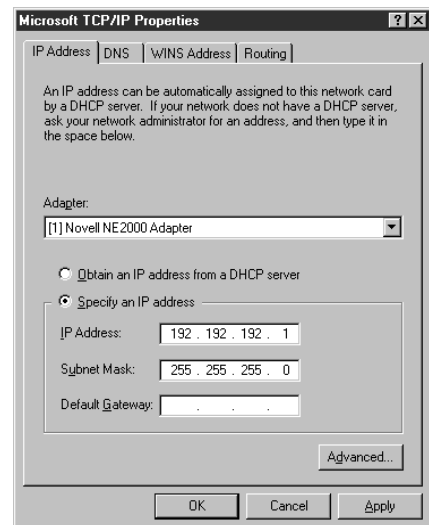 Microsoft TCP/IP Properties
IP Address DNS WINS Address Routing
An IP address can be automatically assigned to this network card
by a DHCP server. If your network does not have a DHCP server,
ask your network administrator for an address, and then type it in
the space below.
Adapter:
[1] Novell NE2000 Adapter
Obtain an IP address from a DHCP server
Specify an IP address
IP Address: 192 . 192 . 192 . 1
Subnet Mask: 255 . 255 . 255 . 0
Default Gateway: . . .
Advanced...
OK Cancel Apply